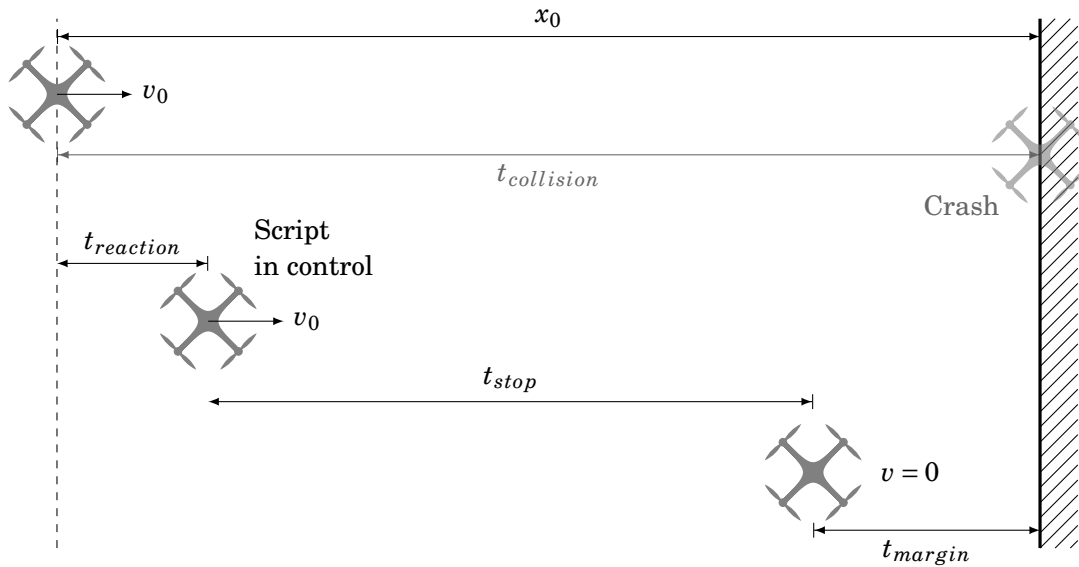 x0
v0
tcollision
Crash
treaction
Script
in control
v0
tstop
v = 0
tmargin